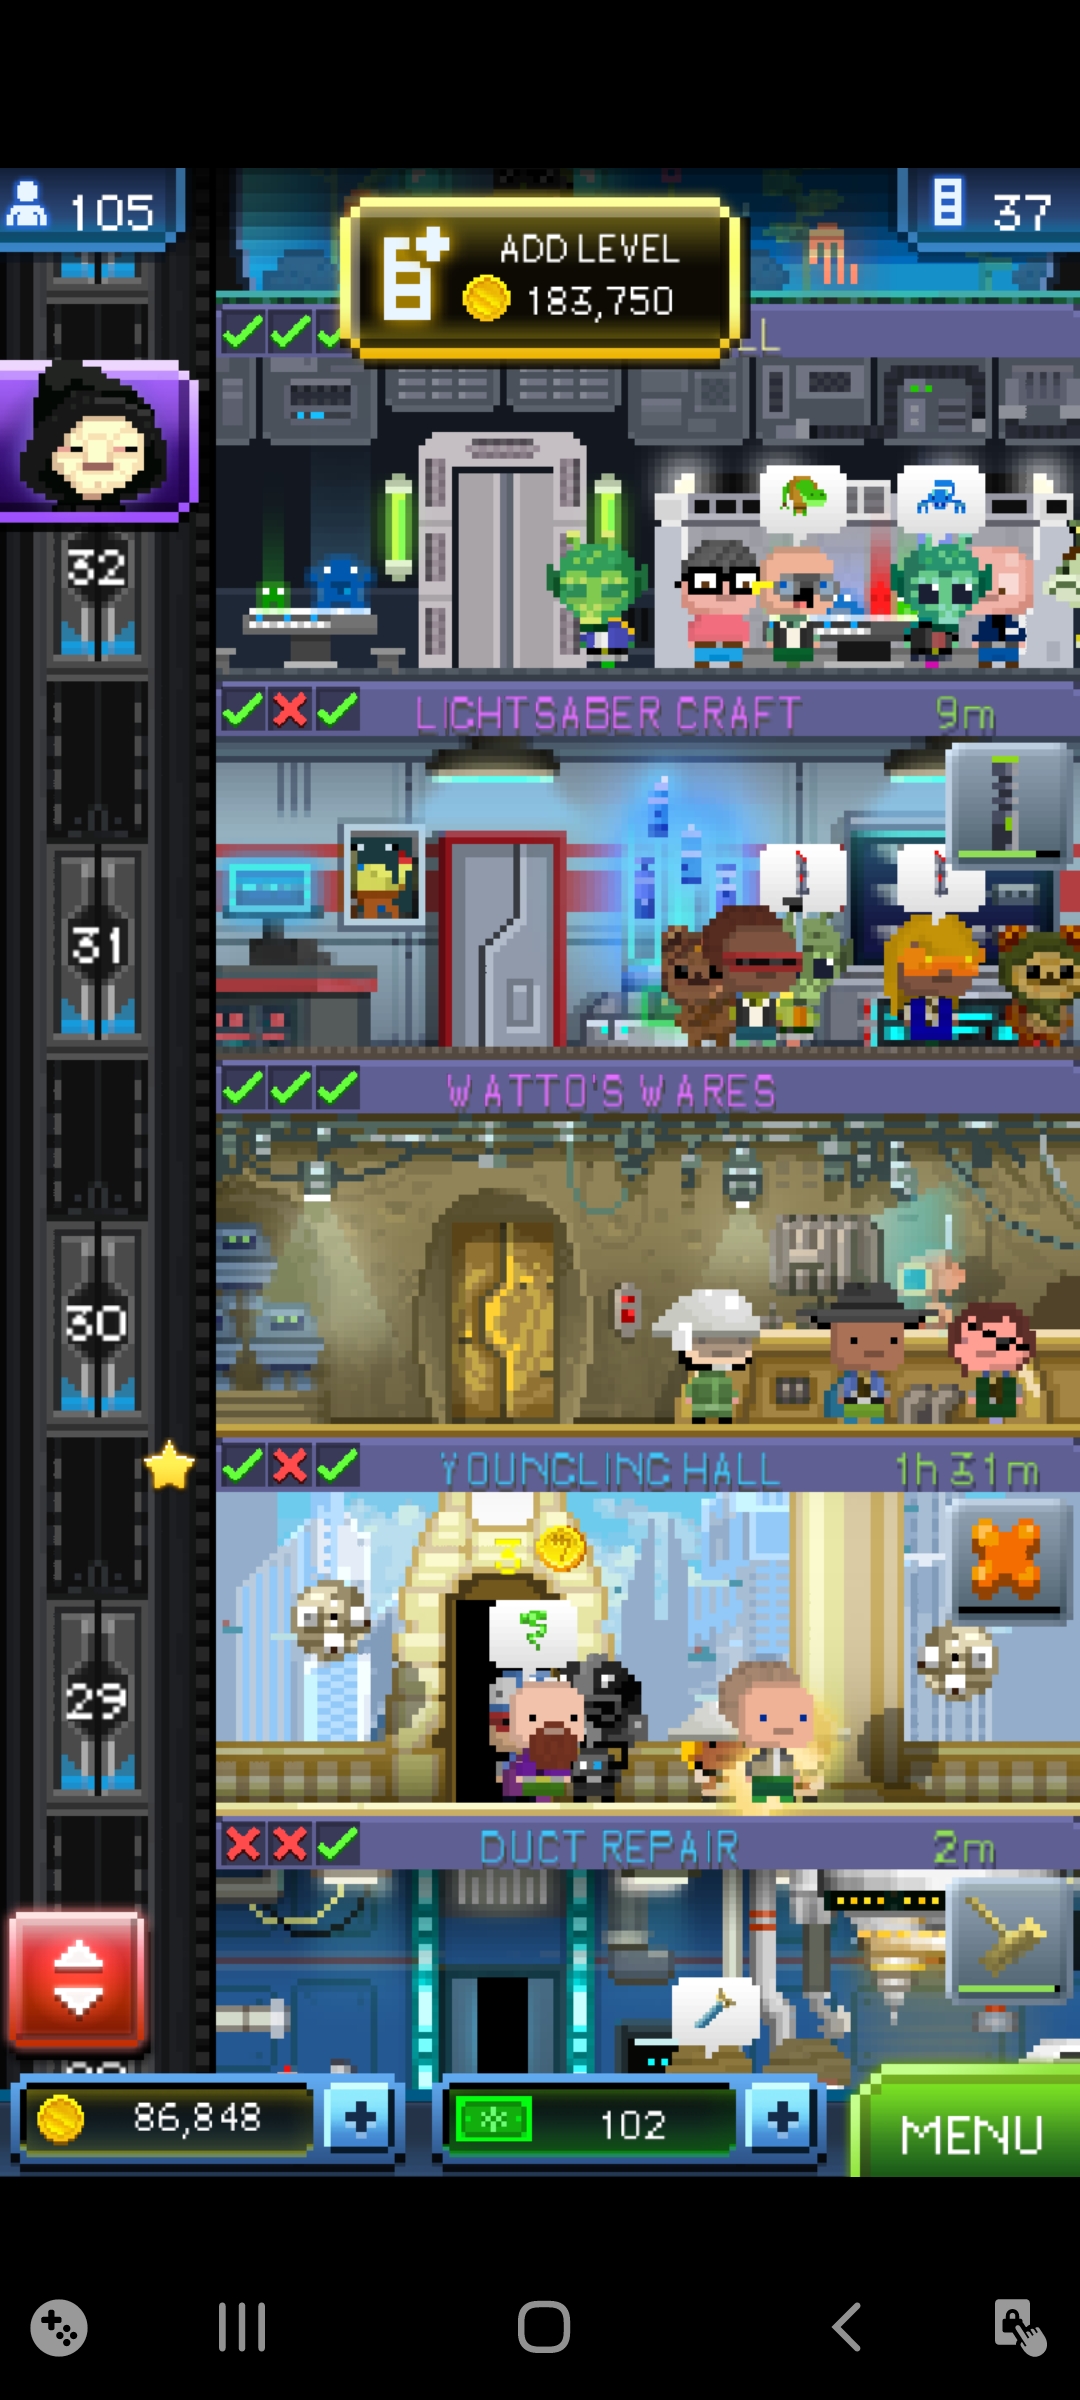 105
37
ADD LEVEL
183,750
LL
32
LIGHTSABER CRAFT 9m
31
WATTO'S WARES
30
YOUNGLING HALL 1h 31m
29
DUCT REPAIR 2m
86,848
102
MENU